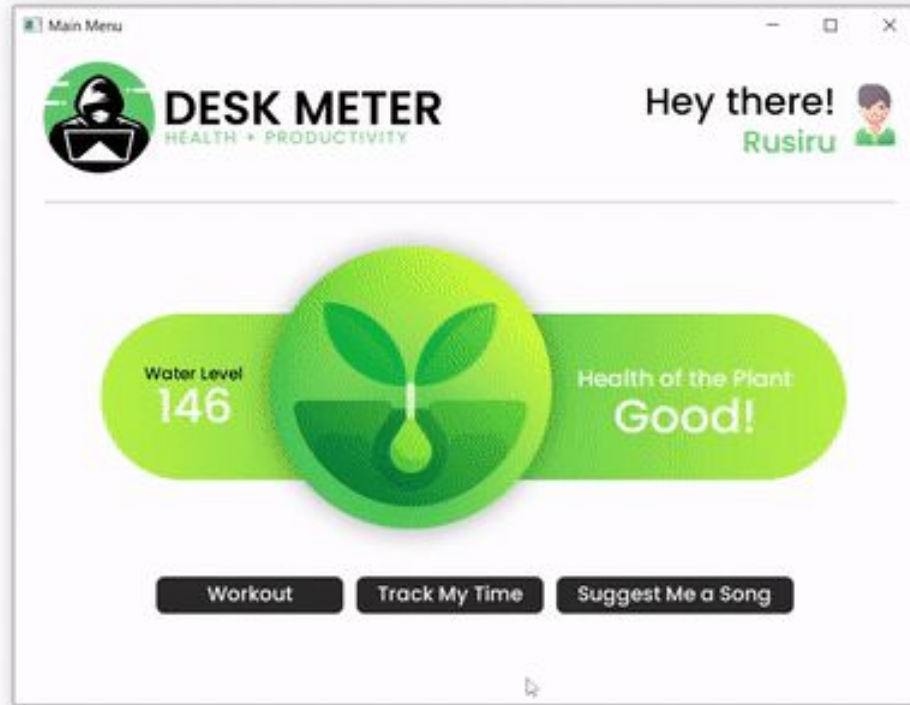 Main Menu
DESK METER
HEALTH + PRODUCTIVITY
Hey there!
Rusiru
Water Level
146
Health of the Plant
Good!
Workout
Track My Time
Suggest Me a Song